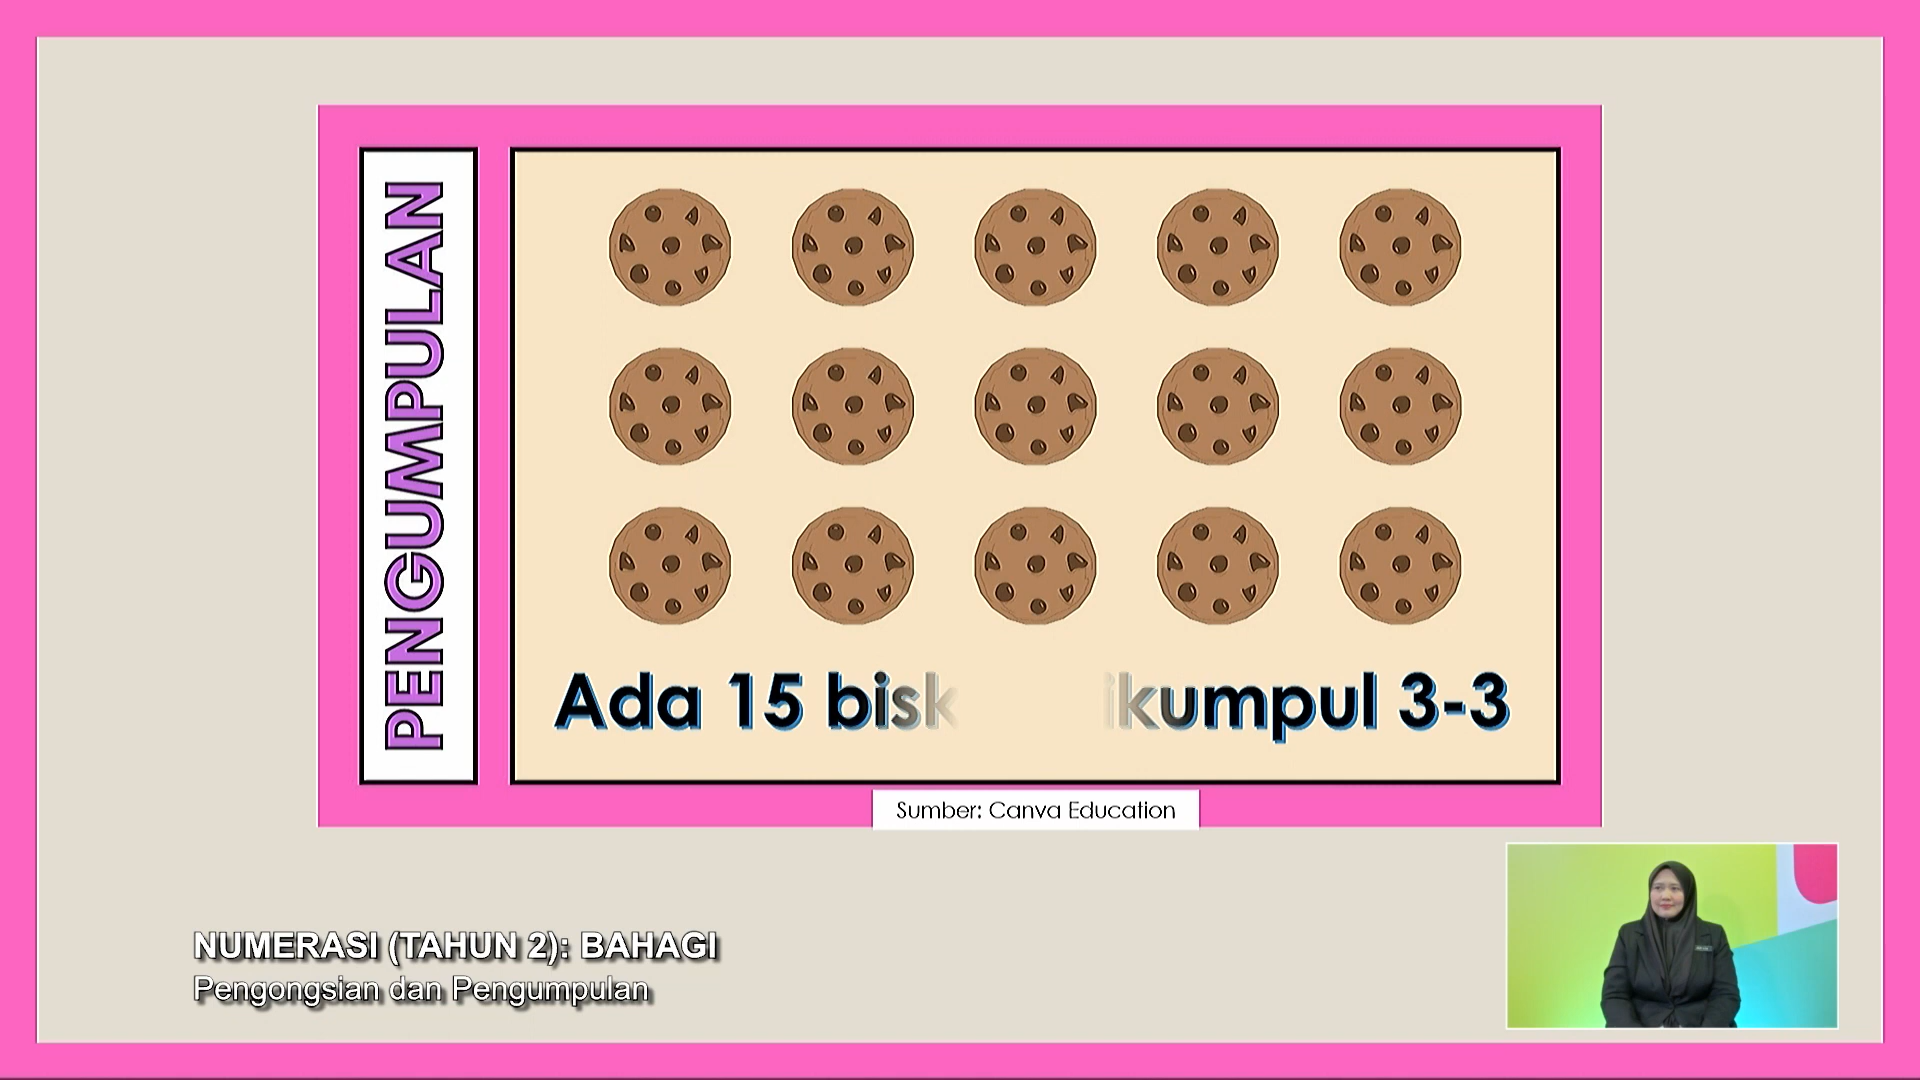 PENGUMPULAN
Ada 15 bisk ikumpul 3-3
Sumber: Canva Education
NUMERASI (TAHUN 2): BAHAGI
Pengongsian dan Pengumpulan